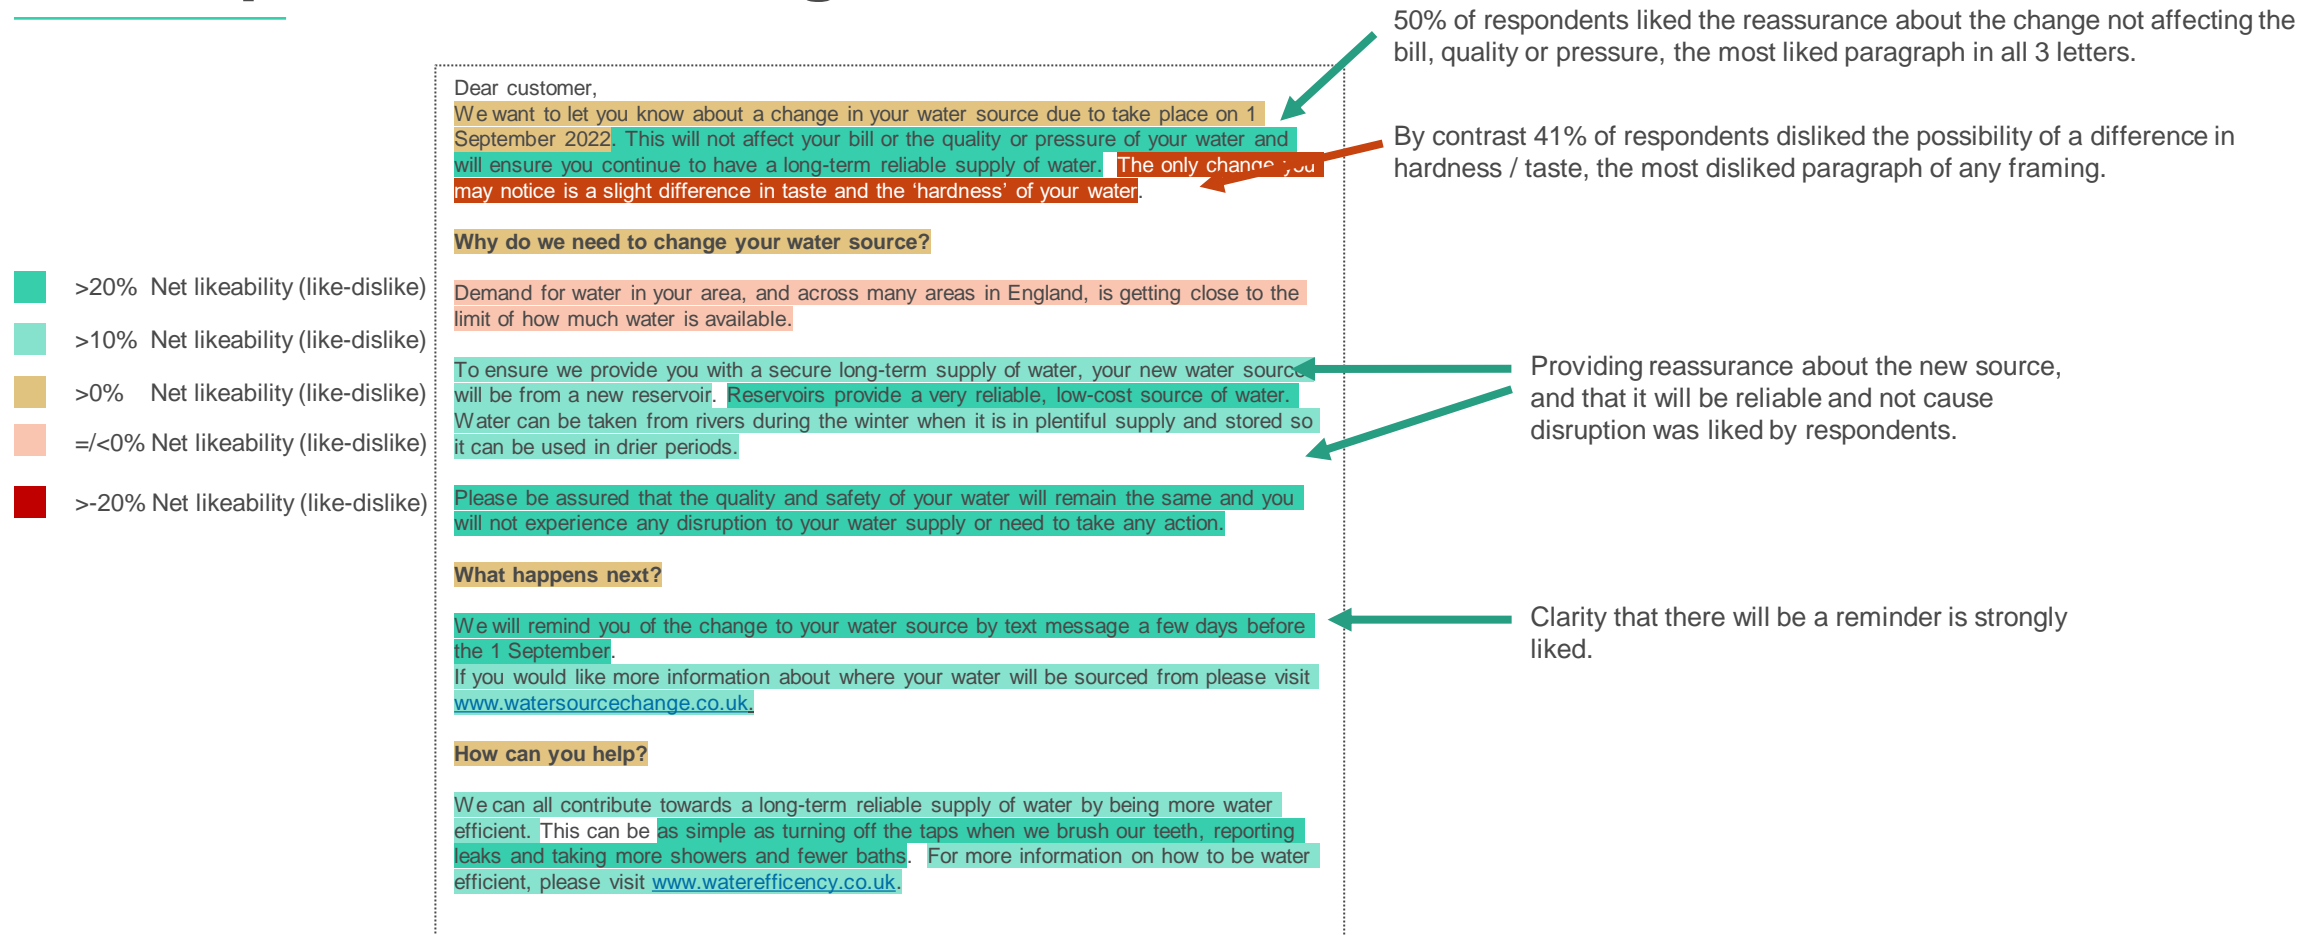 50% of respondents liked the reassurance about the change not affecting the
bill, quality or pressure, the most liked paragraph in all 3 letters.
By contrast 41% of respondents disliked the possibility of a difference in
hardness / taste, the most disliked paragraph of any framing.
>20% Net likeability (like-dislike)
>10% Net likeability (like-dislike)
>0% Net likeability (like-dislike)
=/<0% Net likeability (like-dislike)
>-20% Net likeability (like-dislike)
Dear customer,
We want to let you know about a change in your water source due to take place on 1
September 2022. This will not affect your bill or the quality or pressure of your water and
will ensure you continue to have a long-term reliable supply of water. The only change you
may notice is a slight difference in taste and the ‘hardness’ of your water.
Why do we need to change your water source?
Demand for water in your area, and across many areas in England, is getting close to the
limit of how much water is available.
To ensure we provide you with a secure long-term supply of water, your new water source
will be from a new reservoir. Reservoirs provide a very reliable, low-cost source of water.
Water can be taken from rivers during the winter when it is in plentiful supply and stored so
it can be used in drier periods.
Please be assured that the quality and safety of your water will remain the same and you
will not experience any disruption to your water supply or need to take any action.
What happens next?
We will remind you of the change to your water source by text message a few days before
the 1 September.
If you would like more information about where your water will be sourced from please visit
www.watersourcechange.co.uk.
How can you help?
We can all contribute towards a long-term reliable supply of water by being more water
efficient. This can be as simple as turning off the taps when we brush our teeth, reporting
leaks and taking more showers and fewer baths. For more information on how to be water
efficient, please visit www.waterefficency.co.uk.
Providing reassurance about the new source,
and that it will be reliable and not cause
disruption was liked by respondents.
Clarity that there will be a reminder is strongly
liked.